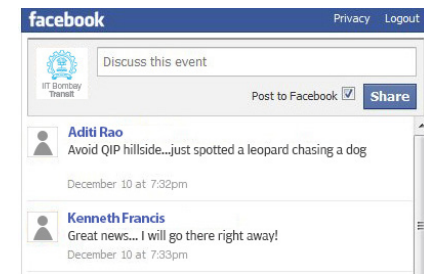 facebook
Privacy Logout
Discuss this event
IIT Bombay
Transit
Post to Facebook
Share
Aditi Rao
Avoid QIP hillside...just spotted a leopard chasing a dog
December 10 at 7:32pm
Kenneth Francis
Great news... I will go there right away!
December 10 at 7:33pm